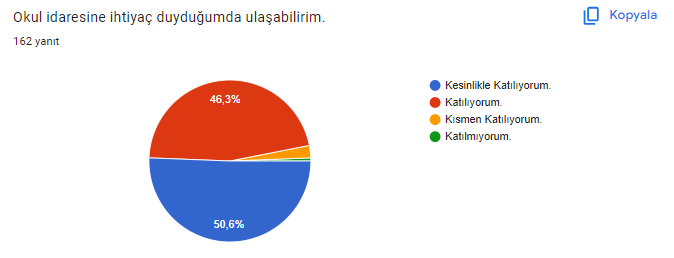 Okul idaresine ihtiyaç duyduğumda ulaşabilirim.
Kopyala
162 yanıt
46,3%
50,6%
Kesinlikle Katılıyorum.
Katılıyorum.
Kısmen Katılıyorum.
Katılmıyorum.